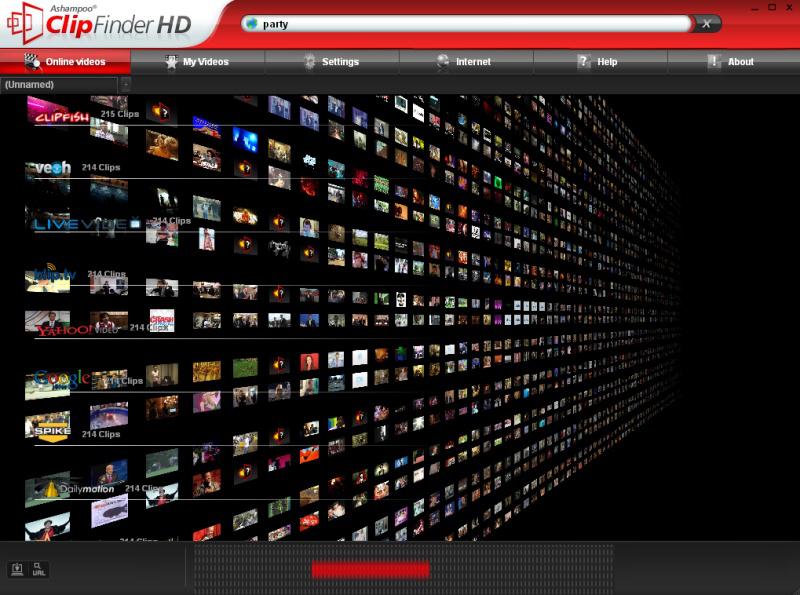 Ashampoo®
ClipFinder HD
party
Online videos
My Videos
Settings
Internet
Help
About
(Unnamed)
CLIPFISH 215 Clips
veoh 214 Clips
LIVEVIDEO 214 Clips
blip.tv 214 Clips
YAHOO! VIDEO 214 Clips
Google 214 Clips
SPIKE 214 Clips
Dailymotion 214 Clips
214 Clips
URL